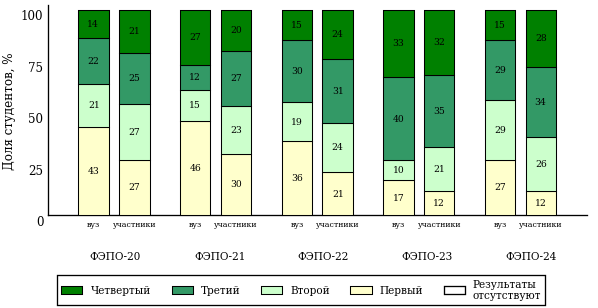 Доля студентов, %
100
75
50
25
0
14 21 27 20 15 24 33 32 15 28
22 25 12 27 30 31 40 35 29 34
21 27 15 23 19 24 10 21 29 26
43 27 46 30 36 21 17 12 27 12
вуз участники вуз участники вуз участники вуз участники вуз участники
ФЭПО-20 ФЭПО-21 ФЭПО-22 ФЭПО-23 ФЭПО-24
Четвертый Третий Второй Первый Результаты
отсутствуют